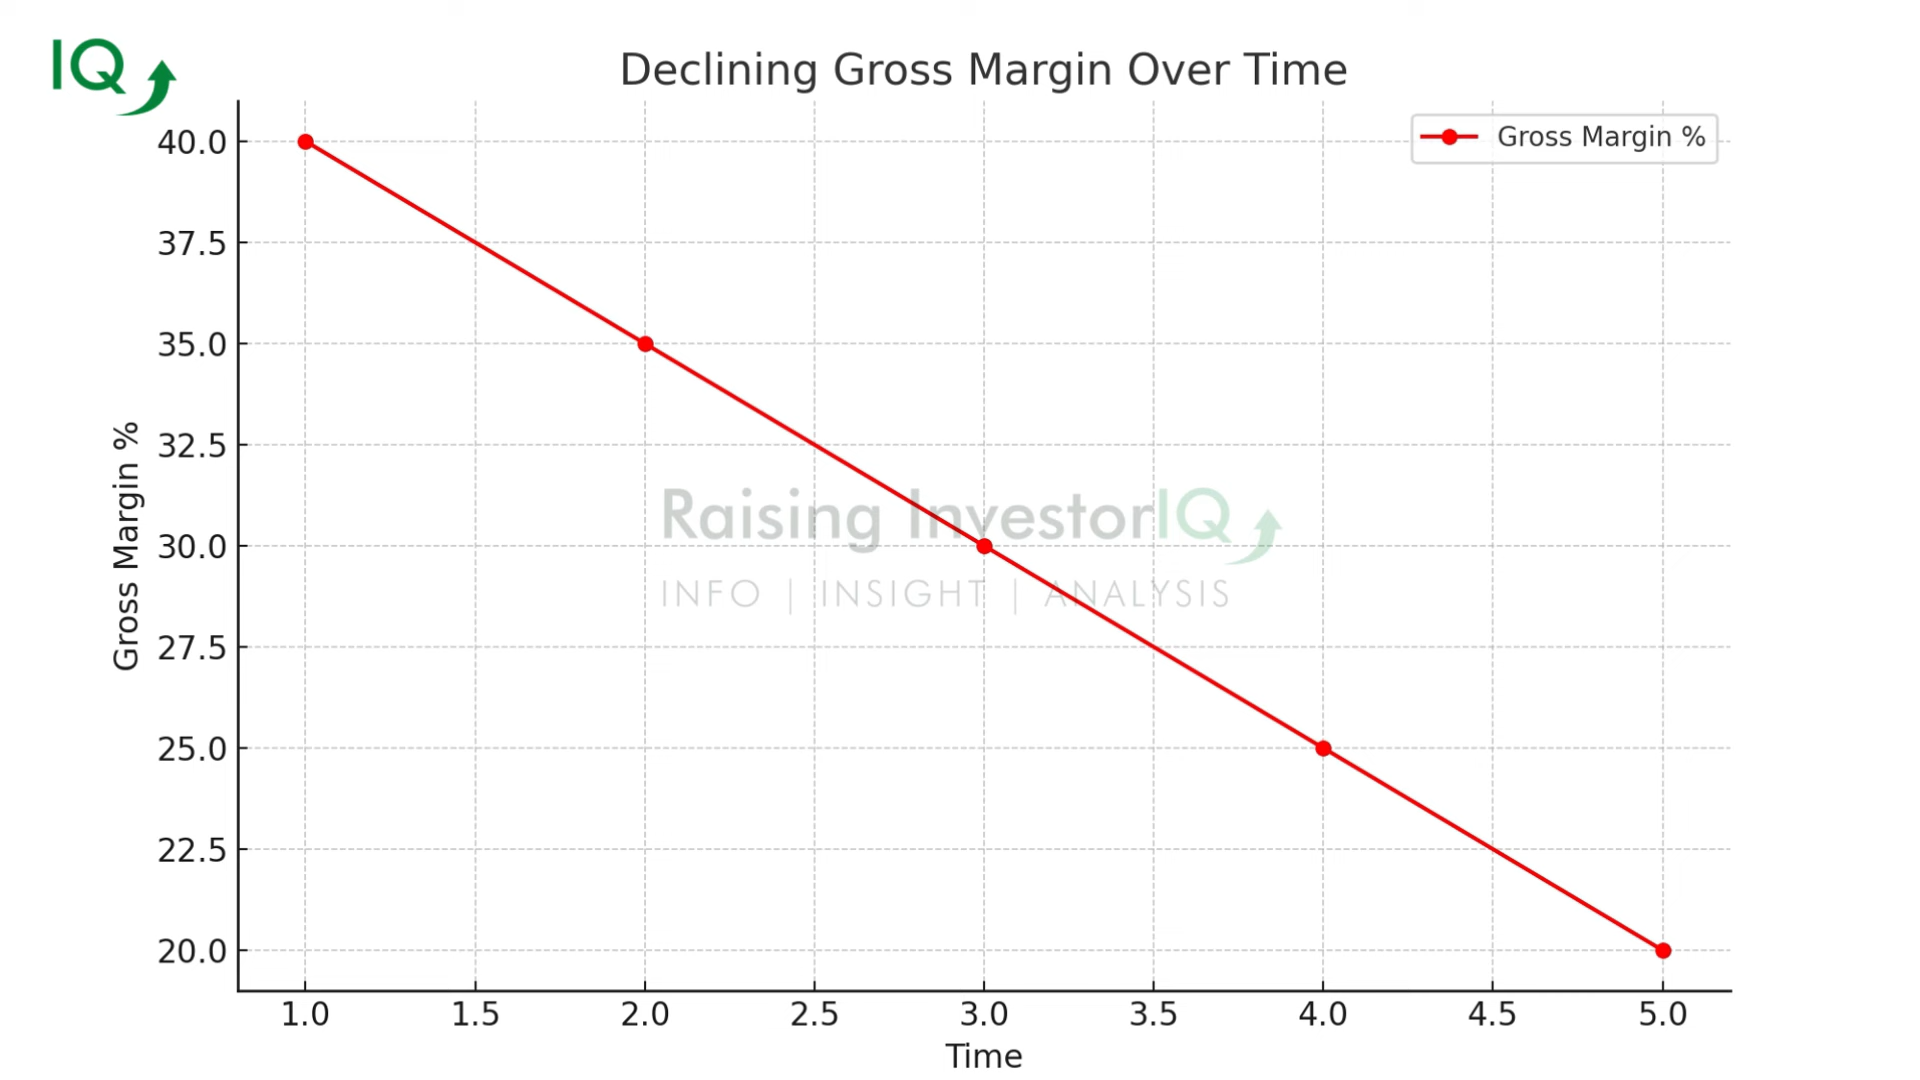 IQ
Declining Gross Margin Over Time
Gross Margin %
40.0
37.5
35.0
32.5
30.0
27.5
25.0
22.5
20.0
Gross Margin %
Raising InvestorIQ
INFO | INSIGHT | ANALYSIS
1.0 1.5 2.0 2.5 3.0 3.5 4.0 4.5 5.0
Time